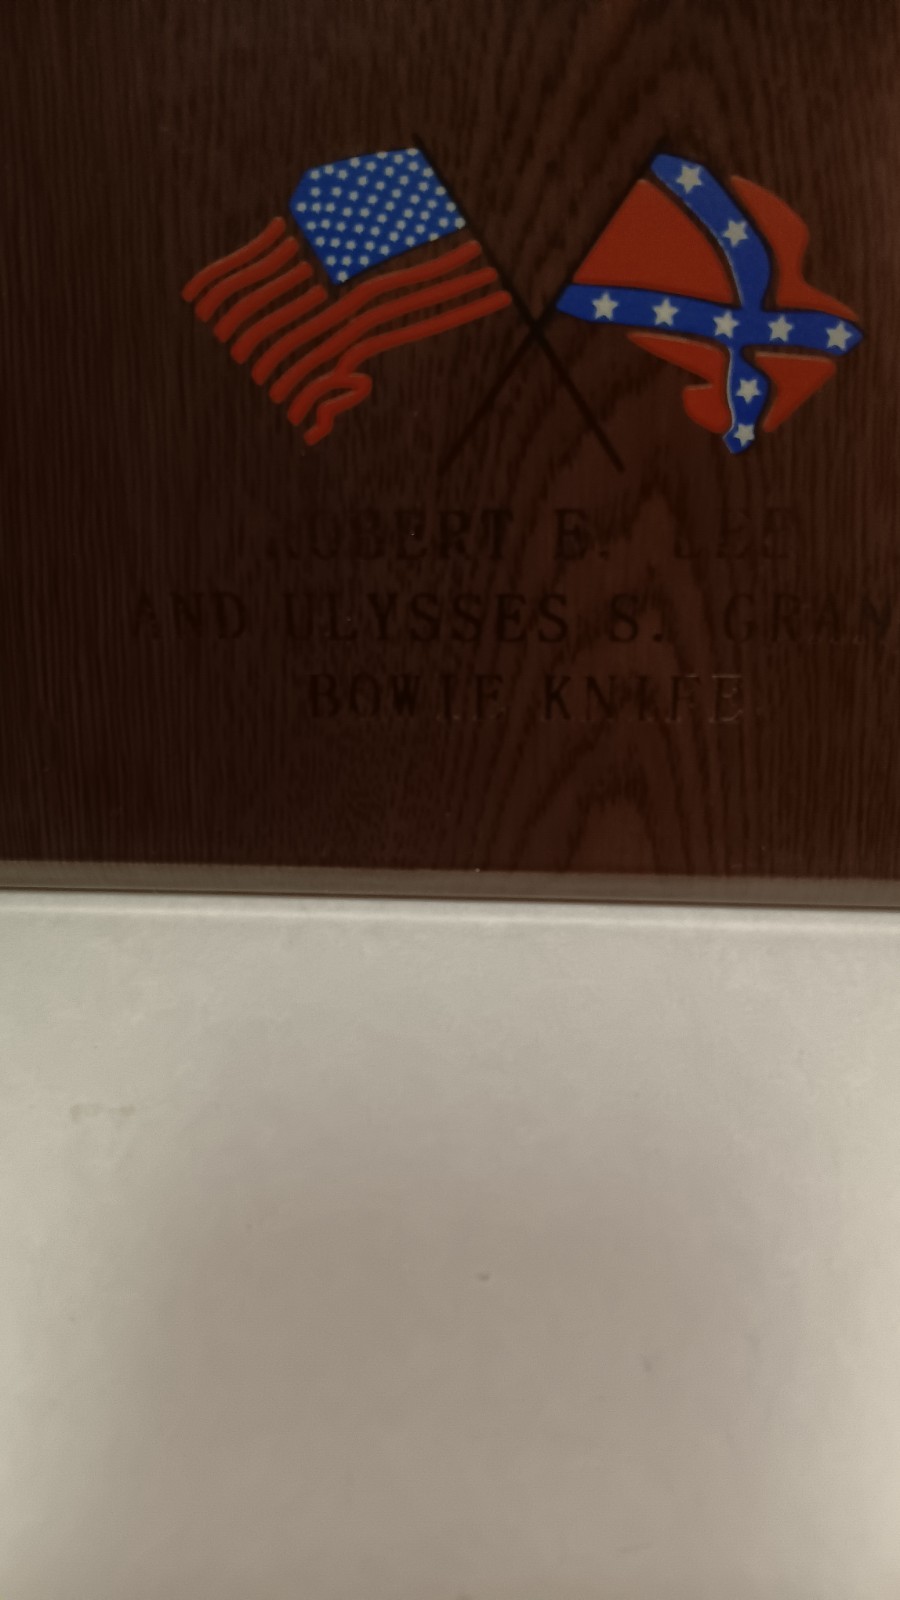 ROBERT E. LEE
AND ULYSSES S. GRAN
BOWIE KNIFE